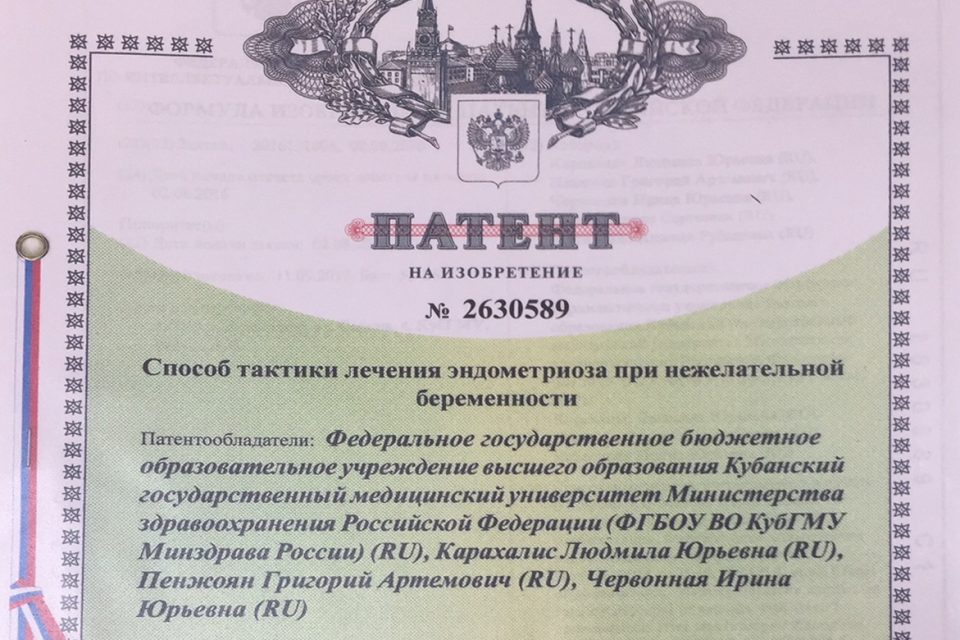 ПАТЕНТ
НА ИЗОБРЕТЕНИЕ
№ 2630589
Способ тактики лечения эндометриоза при нежелательной
беременности
Патентообладатели: Федеральное государственное бюджетное
образовательное учреждение высшего образования Кубанский
государственный медицинский университет Министерства
здравоохранения Российской Федерации (ФГБОУ ВО КубГМУ
Минздрава России) (RU), Карахалис Людмила Юрьевна (RU),
Пенжоян Григорий Артемович (RU), Червонная Ирина
Юрьевна (RU)